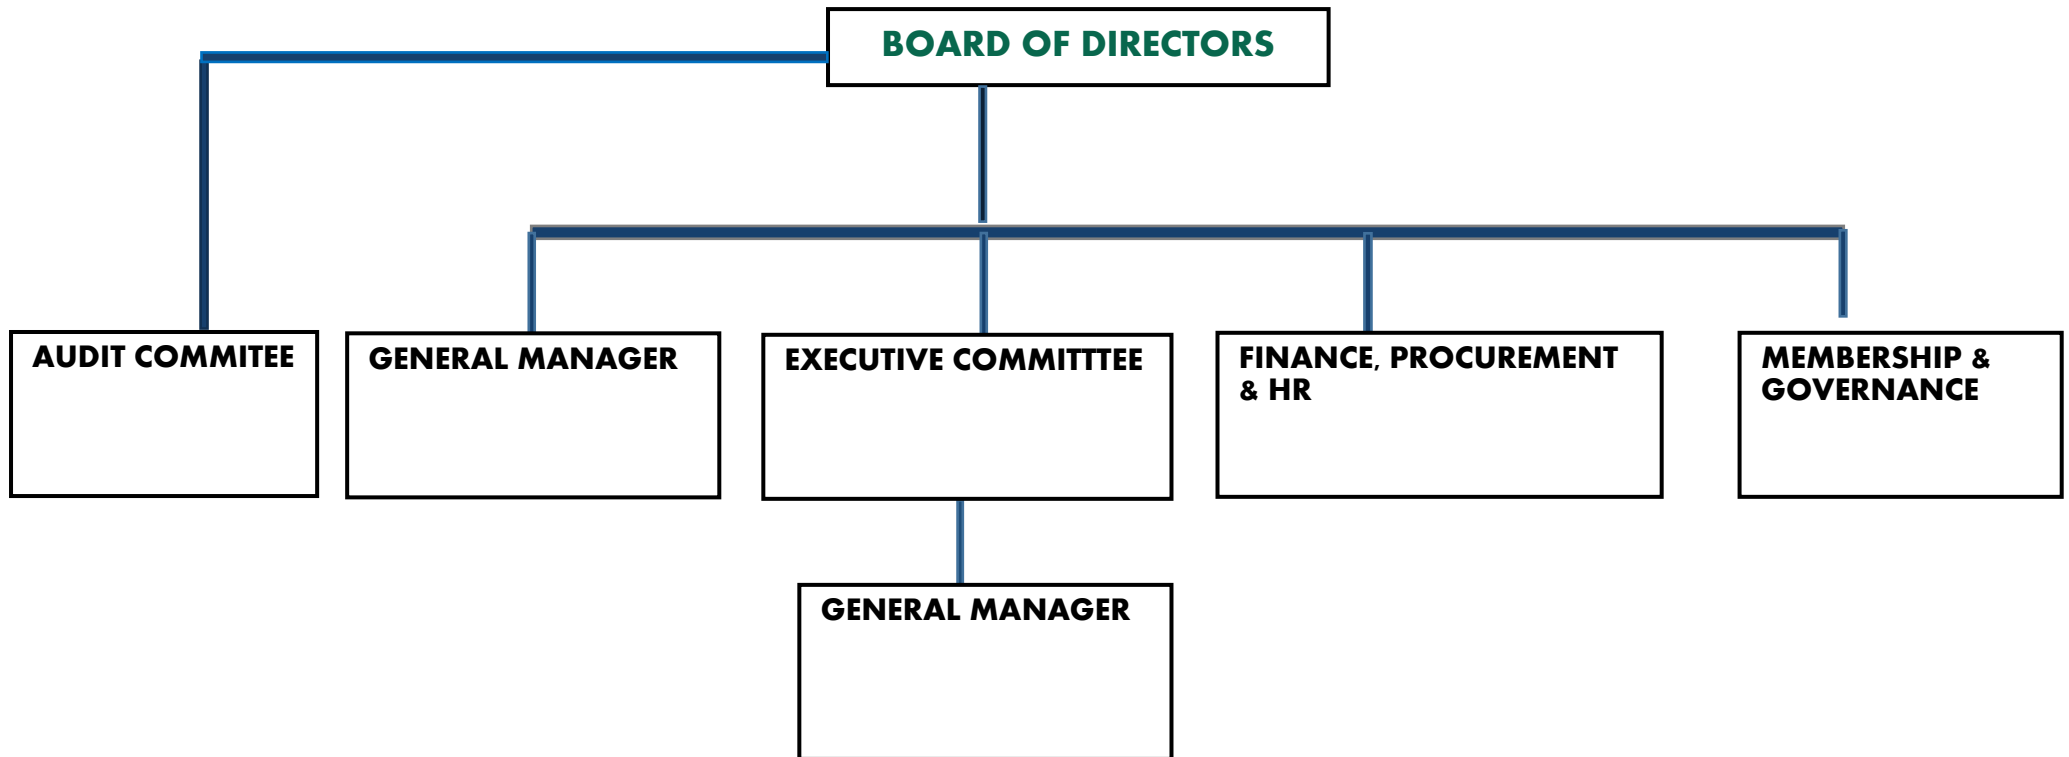 BOARD OF DIRECTORS
AUDIT COMMITEE
GENERAL MANAGER
EXECUTIVE COMMITTTEE
FINANCE, PROCUREMENT
& HR
MEMBERSHIP &
GOVERNANCE
GENERAL MANAGER